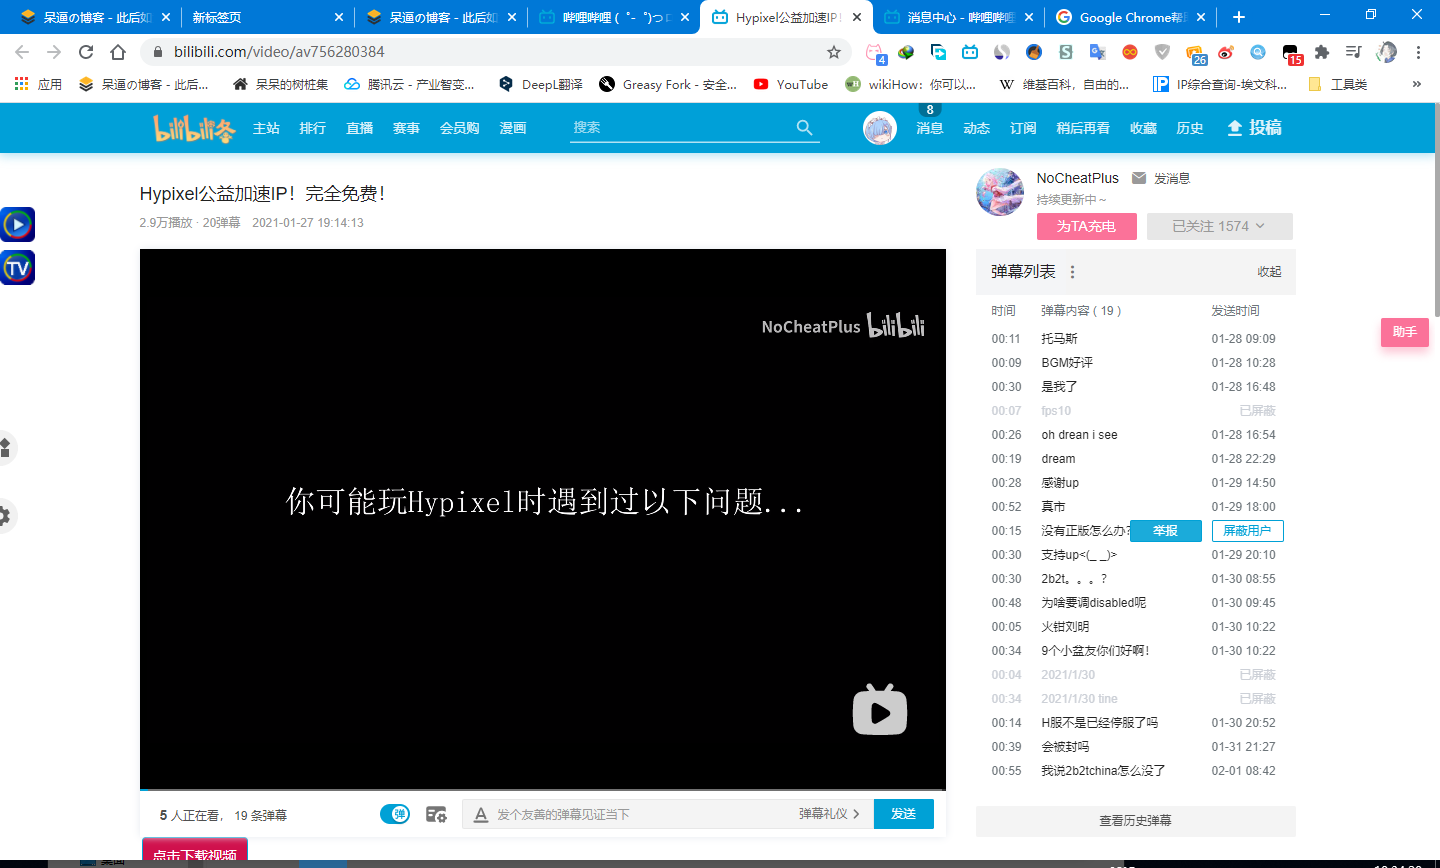 呆逼の博客 - 此后如
新标签页
呆逼の博客 - 此后如
哔哩哔哩 ( ゜- ゜)つロ
Hypixel公益加速IP!
消息中心 - 哔哩哔哩
Google Chrome帮
bilibili.com/video/av756280384
4
26
15
应用
呆逼の博客 - 此后...
呆呆的树桩集
腾讯云 - 产业智变...
DeepL翻译
Greasy Fork - 安全...
YouTube
wikiHow：你可以...
维基百科，自由的...
IP综合查询-埃文科...
工具类
»
bilibili冬
主站
排行
直播
赛事
会员购
漫画
搜索
8
消息
动态
订阅
稍后再看
收藏
历史
投稿
Hypixel公益加速IP！完全免费！
2.9万播放 · 20弹幕 2021-01-27 19:14:13
NoCheatPlus
发消息
持续更新中 ~
为TA充电
已关注 1574
TV
NoCheatPlus bilibili
你可能玩Hypixel时遇到过以下问题...
弹幕列表
收起
时间 弹幕内容 ( 19 ) 发送时间
00:11 托马斯 01-28 09:09
00:09 BGM好评 01-28 10:28
00:30 是我了 01-28 16:48
00:07 fps10 已屏蔽
00:26 oh drean i see 01-28 16:54
00:19 dream 01-28 22:29
00:28 感谢up 01-29 14:50
00:52 真市 01-29 18:00
00:15 没有正版怎么办? 举报 屏蔽用户
00:30 支持up<(_ _)> 01-29 20:10
00:30 2b2t。。。？ 01-30 08:55
00:48 为啥要调disabled呢 01-30 09:45
00:05 火钳刘明 01-30 10:22
00:34 9个小盆友你们好啊！ 01-30 10:22
00:04 2021/1/30 已屏蔽
00:34 2021/1/30 tine 已屏蔽
00:14 H服不是已经停服了吗 01-30 20:52
00:39 会被封吗 01-31 21:27
00:55 我说2b2tchina怎么没了 02-01 08:42
查看历史弹幕
助手
5 人正在看， 19 条弹幕
弹
发个友善的弹幕见证当下
弹幕礼仪
发送
点击下载视频